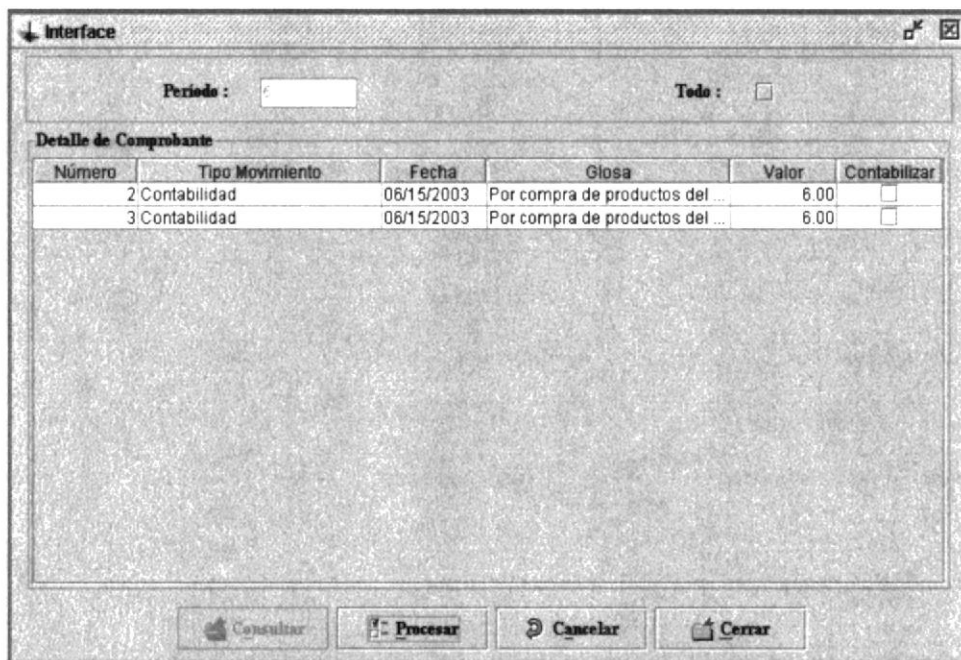 Interface
Período : 6 Todo :
Detalle de Comprobante
Número Tipo Movimiento Fecha Glosa Valor Contabilizar
2 Contabilidad 06/15/2003 Por compra de productos del ... 6.00
3 Contabilidad 06/15/2003 Por compra de productos del ... 6.00
Consultar Procesar Cancelar Cerrar